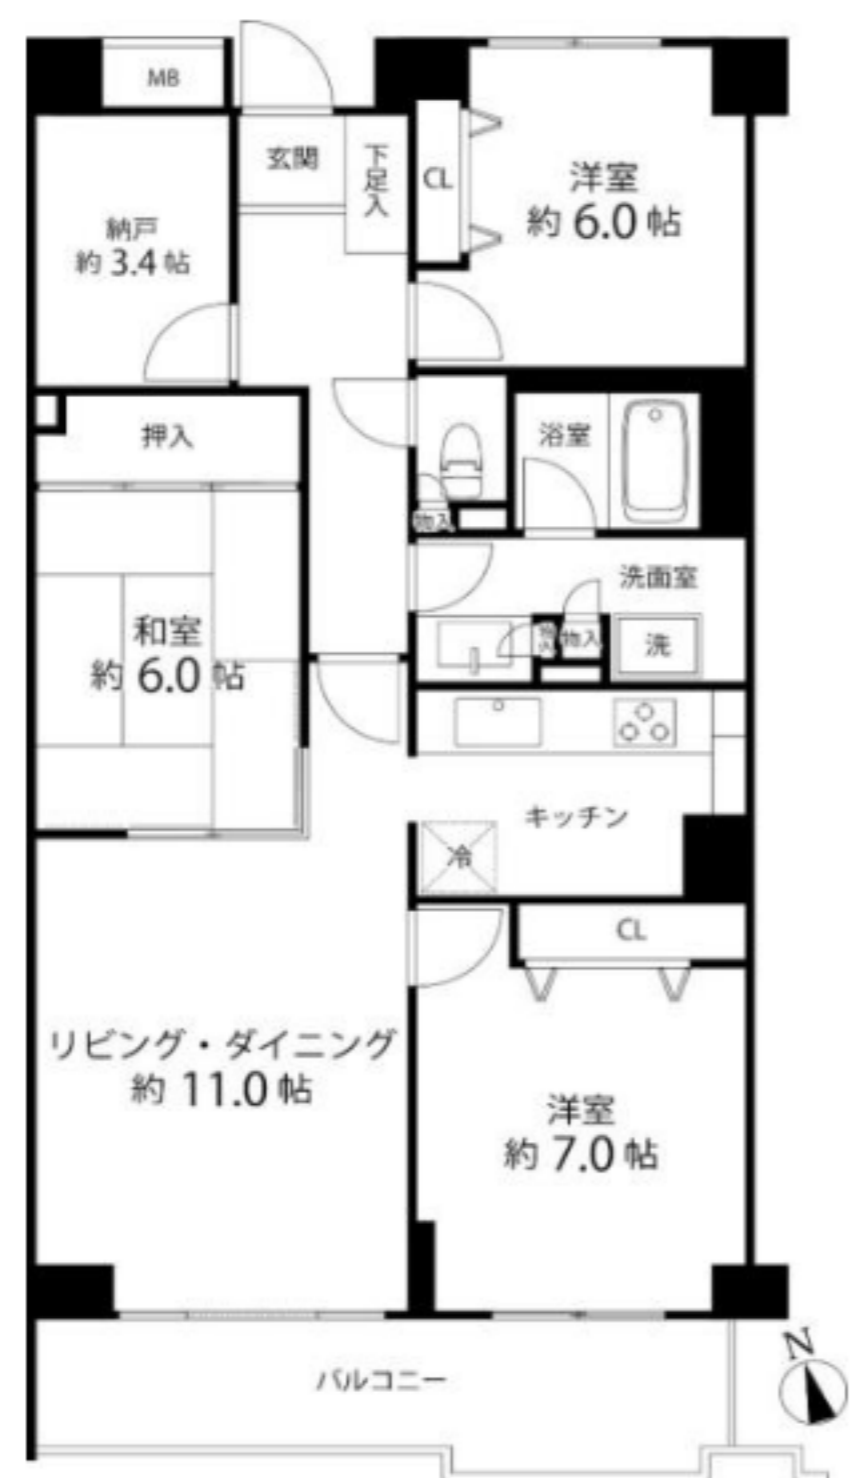 MB
玄関
下足入
CL
洋室
約 6.0 帖
納戸
約 3.4 帖
押入
浴室
物入
洗面室
和室
約 6.0 帖
物入
物入
洗
キッチン
冷
CL
リビング・ダイニング
約 11.0 帖
洋室
約 7.0 帖
バルコニー
N